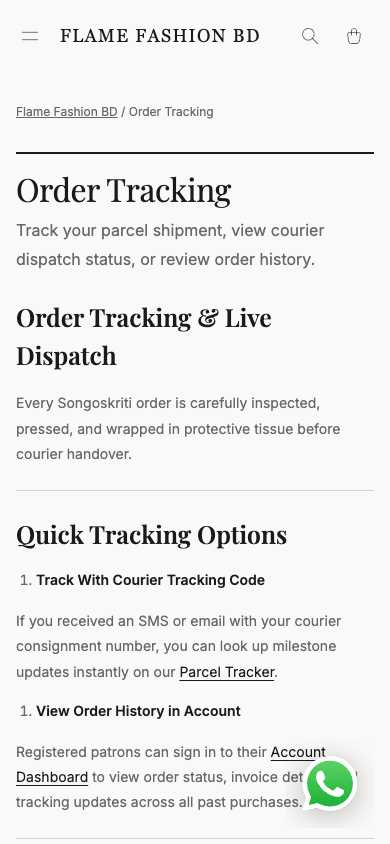 FLAME FASHION BD
Flame Fashion BD / Order Tracking
Order Tracking
Track your parcel shipment, view courier
dispatch status, or review order history.
Order Tracking & Live
Dispatch
Every Songoskriti order is carefully inspected,
pressed, and wrapped in protective tissue before
courier handover.
Quick Tracking Options
1. Track With Courier Tracking Code
If you received an SMS or email with your courier
consignment number, you can look up milestone
updates instantly on our Parcel Tracker.
1. View Order History in Account
Registered patrons can sign in to their Account
Dashboard to view order status, invoice
tracking updates across all past purchases.